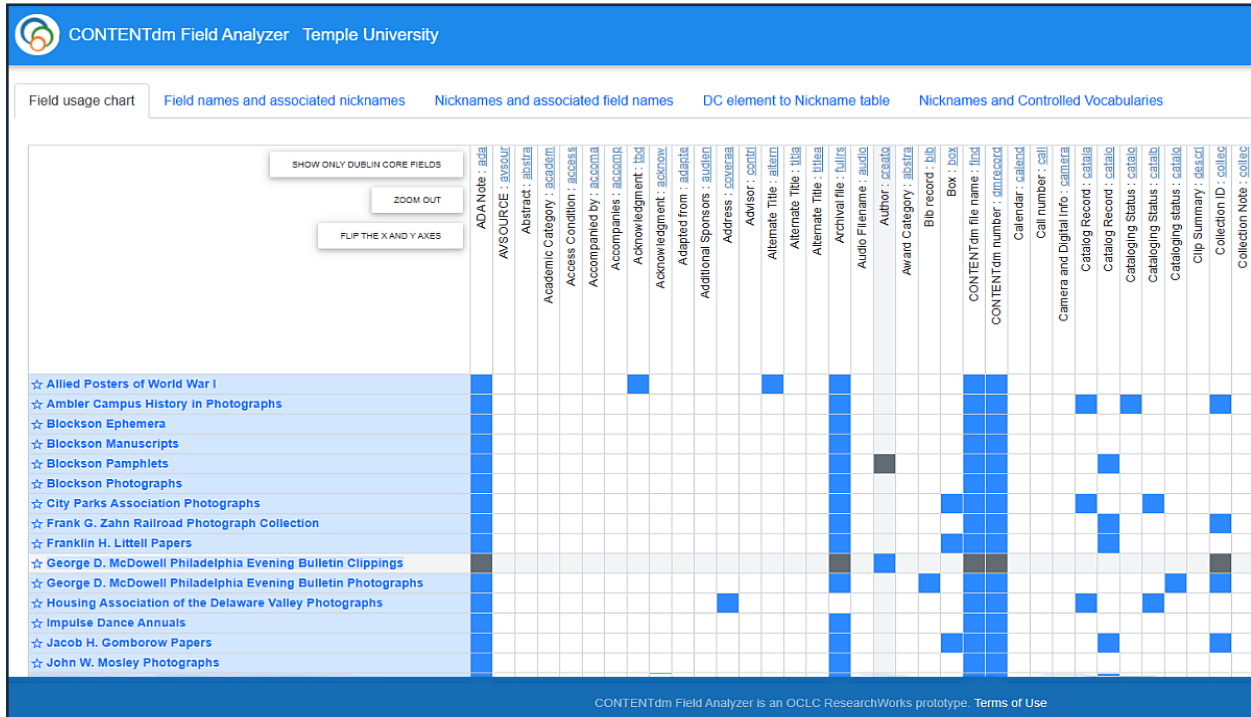 CONTENTdm Field Analyzer Temple University
Field usage chart Field names and associated nicknames Nicknames and associated field names DC element to Nickname table Nicknames and Controlled Vocabularies
SHOW ONLY DUBLIN CORE FIELDS
ZOOM OUT
FLIP THE X AND Y AXES
ADA Note : ada
AVSOURCE : avsour
Abstract : abstra
Academic Category : academ
Access Condition : access
Accompanied by : accoma
Accompanies : accomp
Acknowledgment : tbd
Acknowledgement : acknow
Adapted from : adapte
Additional Sponsors : audien
Address : coveraa
Advisor : contri
Alternate Title : altern
Alternate Title : titla
Alternate Title : titlea
Archival file : fullrs
Audio Filename : audio
Author : creato
Award Category : abstra
Bib record : bib
Box : box
CONTENTdm file name : find
CONTENTdm number : dmrecord
Calendar : calend
Call number : call
Camera and Digital Info : camera
Catalog Record : catala
Catalog Record : catalo
Cataloging Status : catalo
Cataloging Status : cataib
Cataloging status : catalo
Clip Summary : descri
Collection ID : collec
Collection Note : collec
☆ Allied Posters of World War I
☆ Ambler Campus History in Photographs
☆ Blockson Ephemera
☆ Blockson Manuscripts
☆ Blockson Pamphlets
☆ Blockson Photographs
☆ City Parks Association Photographs
☆ Frank G. Zahn Railroad Photograph Collection
☆ Franklin H. Littell Papers
☆ George D. McDowell Philadelphia Evening Bulletin Clippings
☆ George D. McDowell Philadelphia Evening Bulletin Photographs
☆ Housing Association of the Delaware Valley Photographs
☆ Impulse Dance Annuals
☆ Jacob H. Gomborow Papers
☆ John W. Mosley Photographs
CONTENTdm Field Analyzer is an OCLC ResearchWorks prototype. Terms of Use